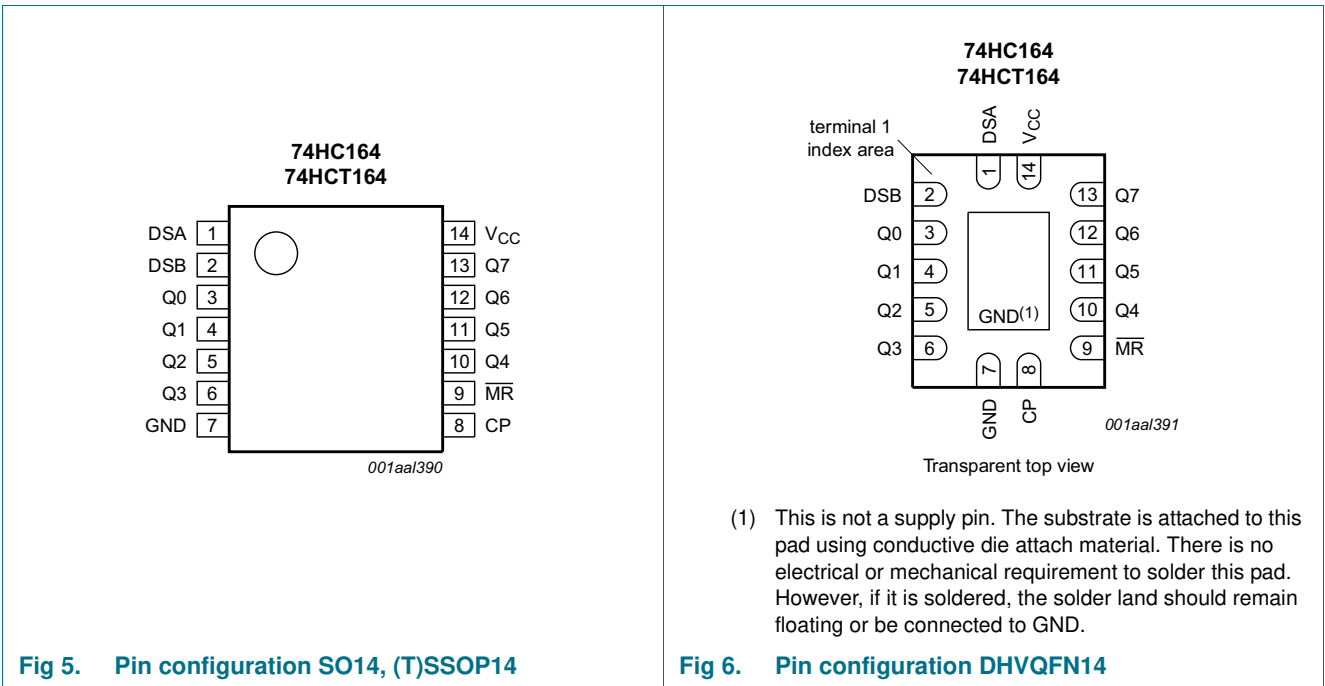 74HC164
74HCT164
DSA 1
DSB 2
Q0 3
Q1 4
Q2 5
Q3 6
GND 7
14 VCC
13 Q7
12 Q6
11 Q5
10 Q4
9 MR
8 CP
001aal390
Fig 5. Pin configuration SO14, (T)SSOP14
74HC164
74HCT164
terminal 1
index area
DSA
VCC
1
14
DSB 2
Q0 3
Q1 4
Q2 5
Q3 6
13 Q7
12 Q6
11 Q5
10 Q4
9 MR
GND(1)
7
8
GND
CP
001aal391
Transparent top view
(1) This is not a supply pin. The substrate is attached to this
pad using conductive die attach material. There is no
electrical or mechanical requirement to solder this pad.
However, if it is soldered, the solder land should remain
floating or be connected to GND.
Fig 6. Pin configuration DHVQFN14